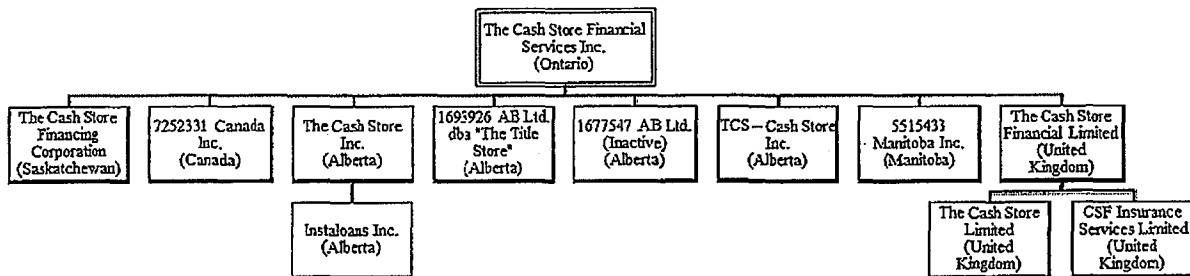 The Cash Store Financial
Services Inc.
(Ontario)
The Cash Store
Financing
Corporation
(Saskatchewan)
7252331 Canada
Inc.
(Canada)
The Cash Store
Inc.
(Alberta)
1693926 AB Ltd.
dba "The Title
Store"
(Alberta)
1677547 AB Ltd.
(Inactive)
(Alberta)
TCS – Cash Store
Inc.
(Alberta)
5515433
Manitoba Inc.
(Manitoba)
The Cash Store
Financial Limited
(United
Kingdom)
Instaloans Inc.
(Alberta)
The Cash Store
Limited
(United
Kingdom)
CSF Insurance
Services Limited
(United
Kingdom)